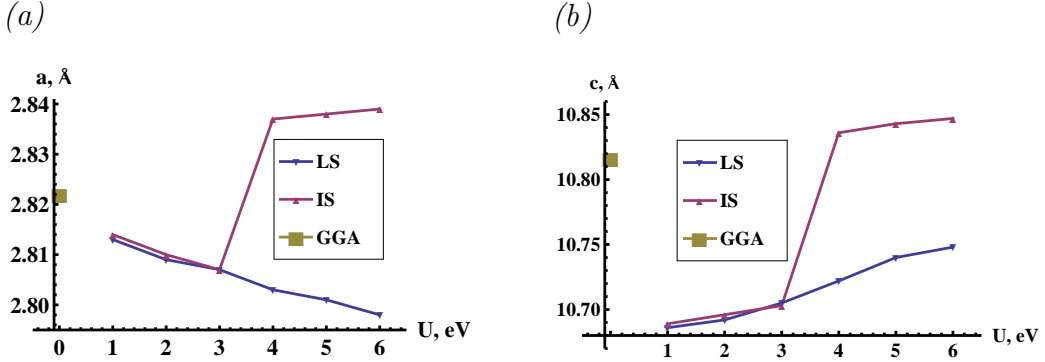 (a)
a, Å
2.84
2.83
2.82
2.81
2.80
0 1 2 3 4 5 6
U, eV
LS
IS
GGA
(b)
c, Å
10.85
10.80
10.75
10.70
0 1 2 3 4 5 6
U, eV
LS
IS
GGA